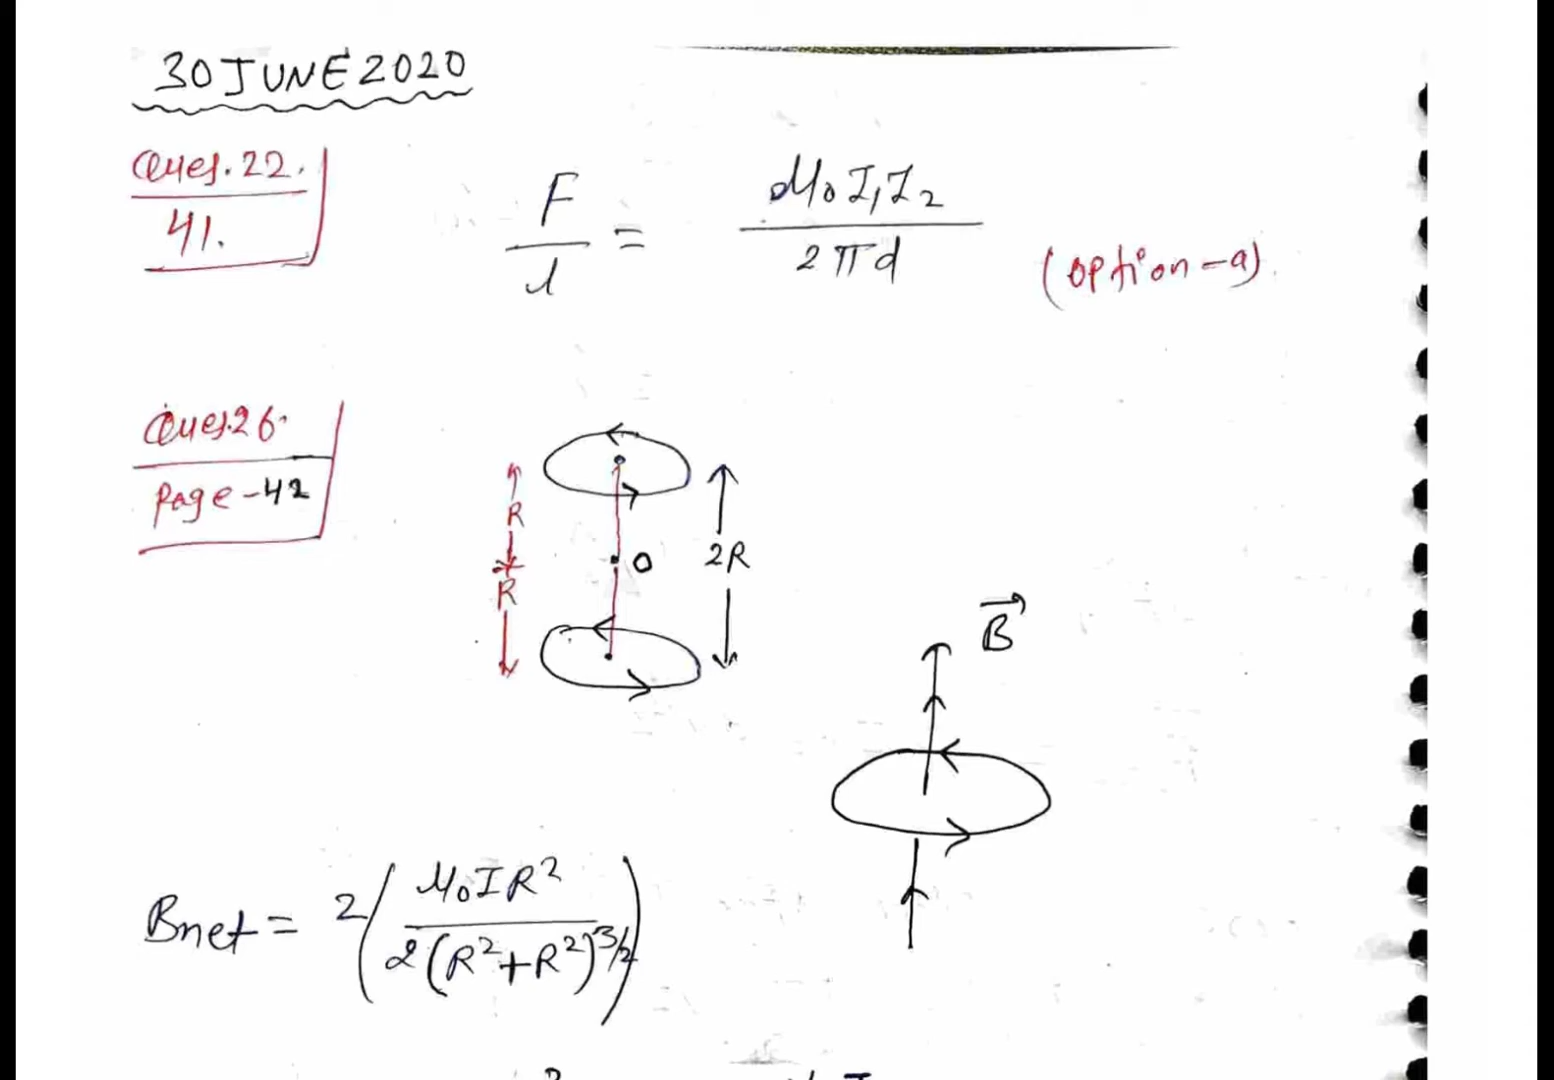 30 JUNE 2020
Ques. 22.
41.
F/l = μ₀I₁I₂/2πd
(option-a).
Ques 26.
Page-42
R
R
O
2R
B⃗
Bnet = 2(μ₀IR²/2(R²+R²)^3/2)